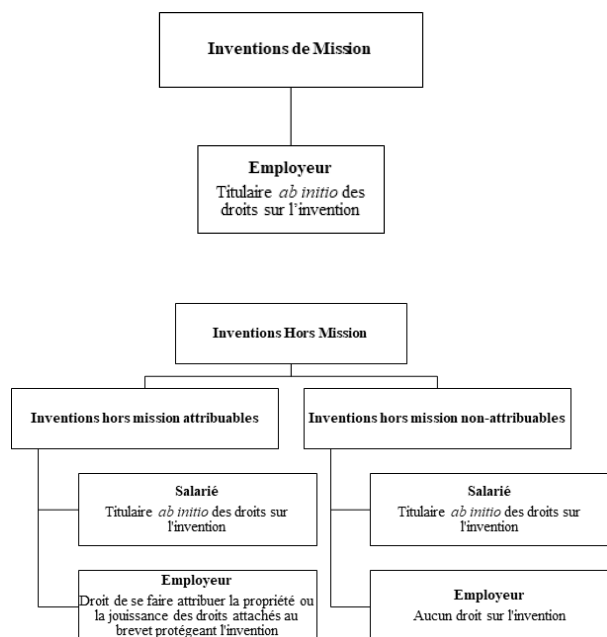 Inventions de Mission
Employeur
Titulaire ab initio des
droits sur l'invention
Inventions Hors Mission
Inventions hors mission attribuables
Inventions hors mission non-attribuables
Salarié
Titulaire ab initio des droits sur
l'invention
Employeur
Droit de se faire attribuer la propriété ou
la jouissance des droits attachés au
brevet protégeant l'invention
Salarié
Titulaire ab initio des droits sur
l'invention
Employeur
Aucun droit sur l'invention